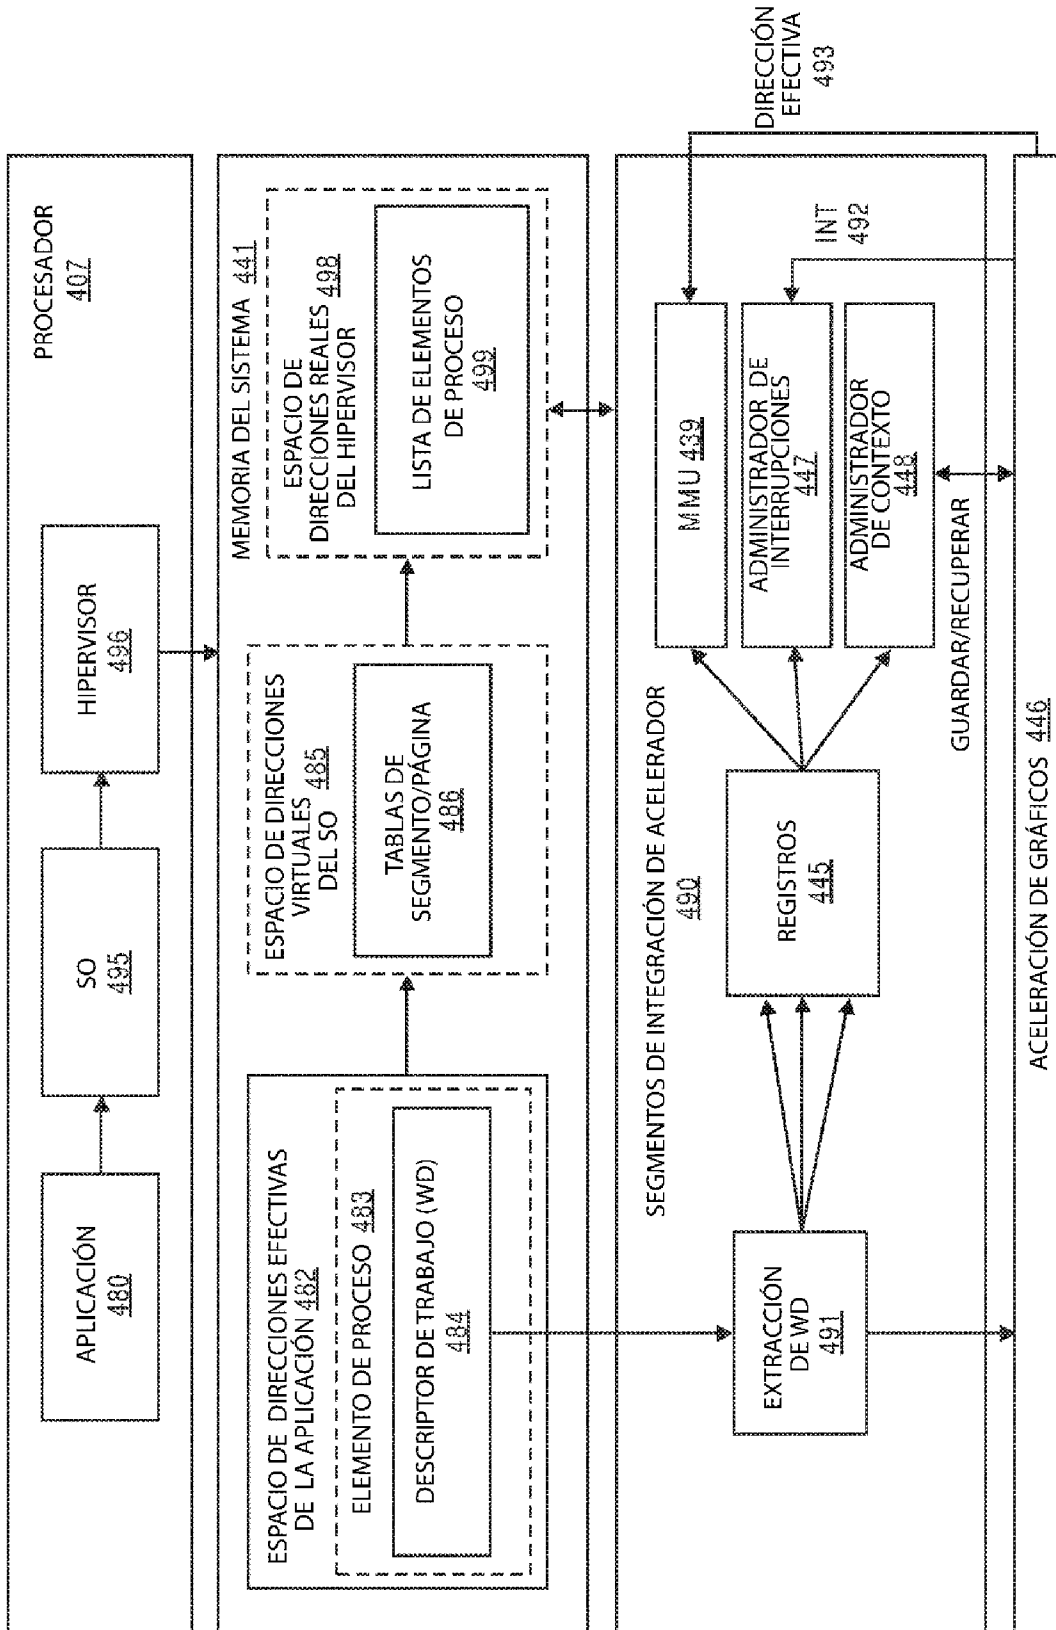 PROCESADOR
407
APLICACIÓN
480
SO
495
HIPERVISOR
496
MEMORIA DEL SISTEMA 441
ESPACIO DE DIRECCIONES EFECTIVAS
DE LA APLICACIÓN 482
ELEMENTO DE PROCESO 483
DESCRIPTOR DE TRABAJO (WD)
484
ESPACIO DE DIRECCIONES
VIRTUALES
DEL SO 485
TABLAS DE
SEGMENTO/PÁGINA
486
ESPACIO DE
DIRECCIONES REALES
DEL HIPERVISOR 498
LISTA DE ELEMENTOS
DE PROCESO
499
SEGMENTOS DE INTEGRACIÓN DE ACELERADOR
490
EXTRACCIÓN
DE WD
491
REGISTROS
445
MMU 439
ADMINISTRADOR DE
INTERRUPCIONES
447
ADMINISTRADOR
DE CONTEXTO
448
INT
492
DIRECCIÓN
EFECTIVA
493
GUARDAR/RECUPERAR
ACELERACIÓN DE GRÁFICOS 446